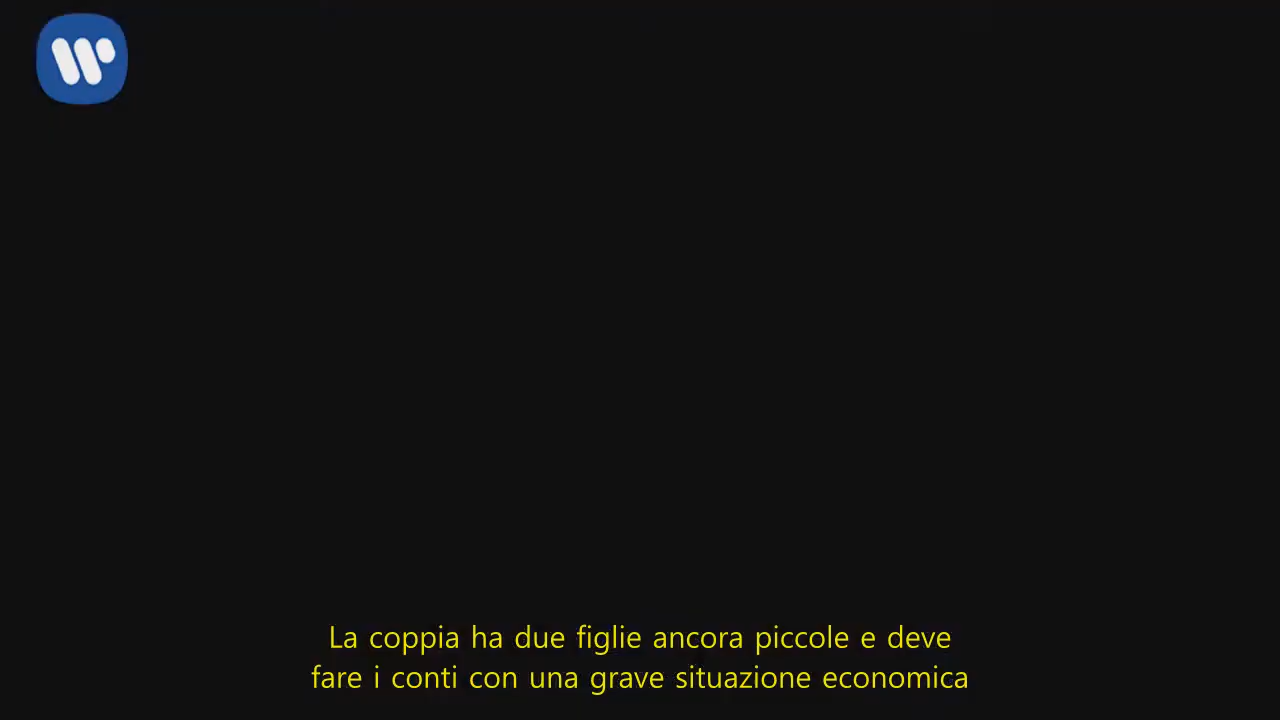 La coppia ha due figlie ancora piccole e deve
fare i conti con una grave situazione economica